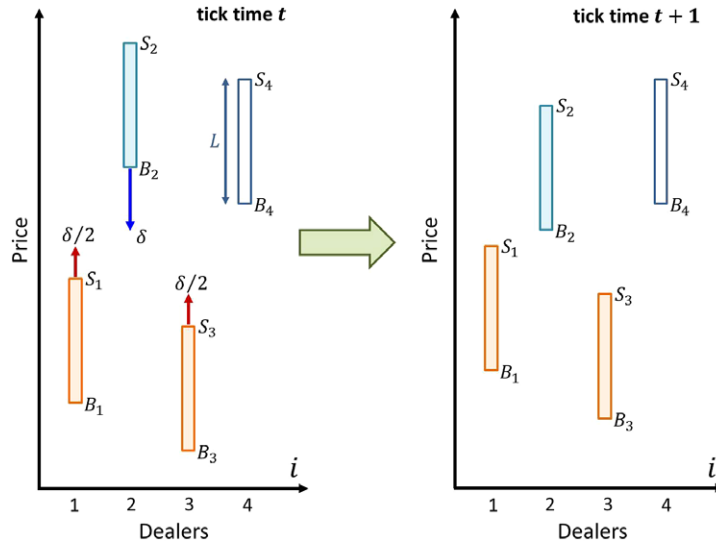 tick time t
Price
S₂
B₂
δ
S₄
L
B₄
δ/2
S₁
B₁
δ/2
S₃
B₃
i
1 2 3 4
Dealers
tick time t + 1
Price
S₄
S₂
B₄
B₂
S₁
B₁
S₃
B₃
i
1 2 3 4
Dealers